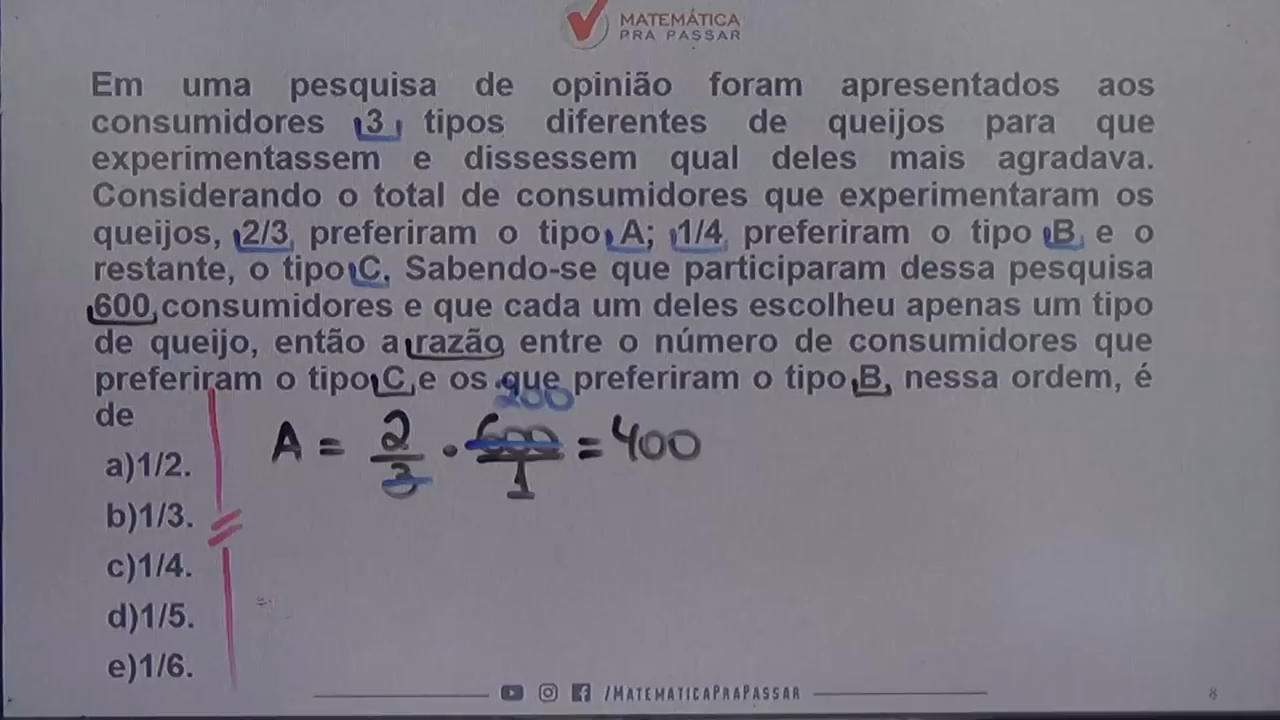 MATEMÁTICA
PRA PASSAR
Em uma pesquisa de opinião foram apresentados aos
consumidores 3 tipos diferentes de queijos para que
experimentassem e dissessem qual deles mais agradava.
Considerando o total de consumidores que experimentaram os
queijos, 2/3 preferiram o tipo A; 1/4 preferiram o tipo B e o
restante, o tipo C. Sabendo-se que participaram dessa pesquisa
600 consumidores e que cada um deles escolheu apenas um tipo
de queijo, então a razão entre o número de consumidores que
preferiram o tipo C e os que preferiram o tipo B, nessa ordem, é
de
200
A = 2/3 · 600/1 = 400
a)1/2.
b)1/3.
c)1/4.
d)1/5.
e)1/6.
/MATEMATICAPRAPASSAR
8